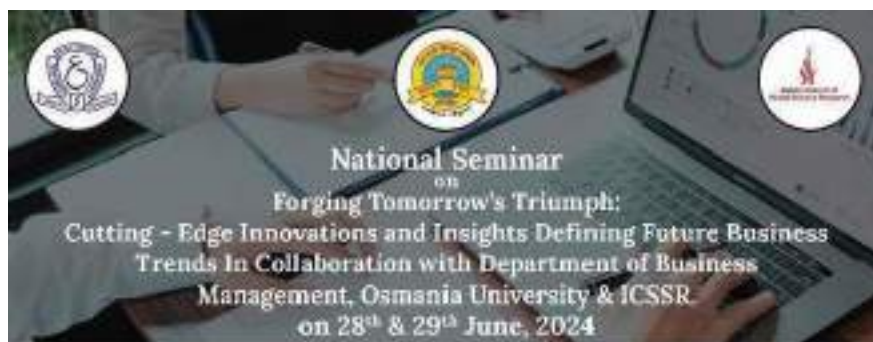 National Seminar
on
Forging Tomorrow's Triumph:
Cutting - Edge Innovations and Insights Defining Future Business
Trends In Collaboration with Department of Business
Management, Osmania University & ICSSR
on 28th & 29th June, 2024